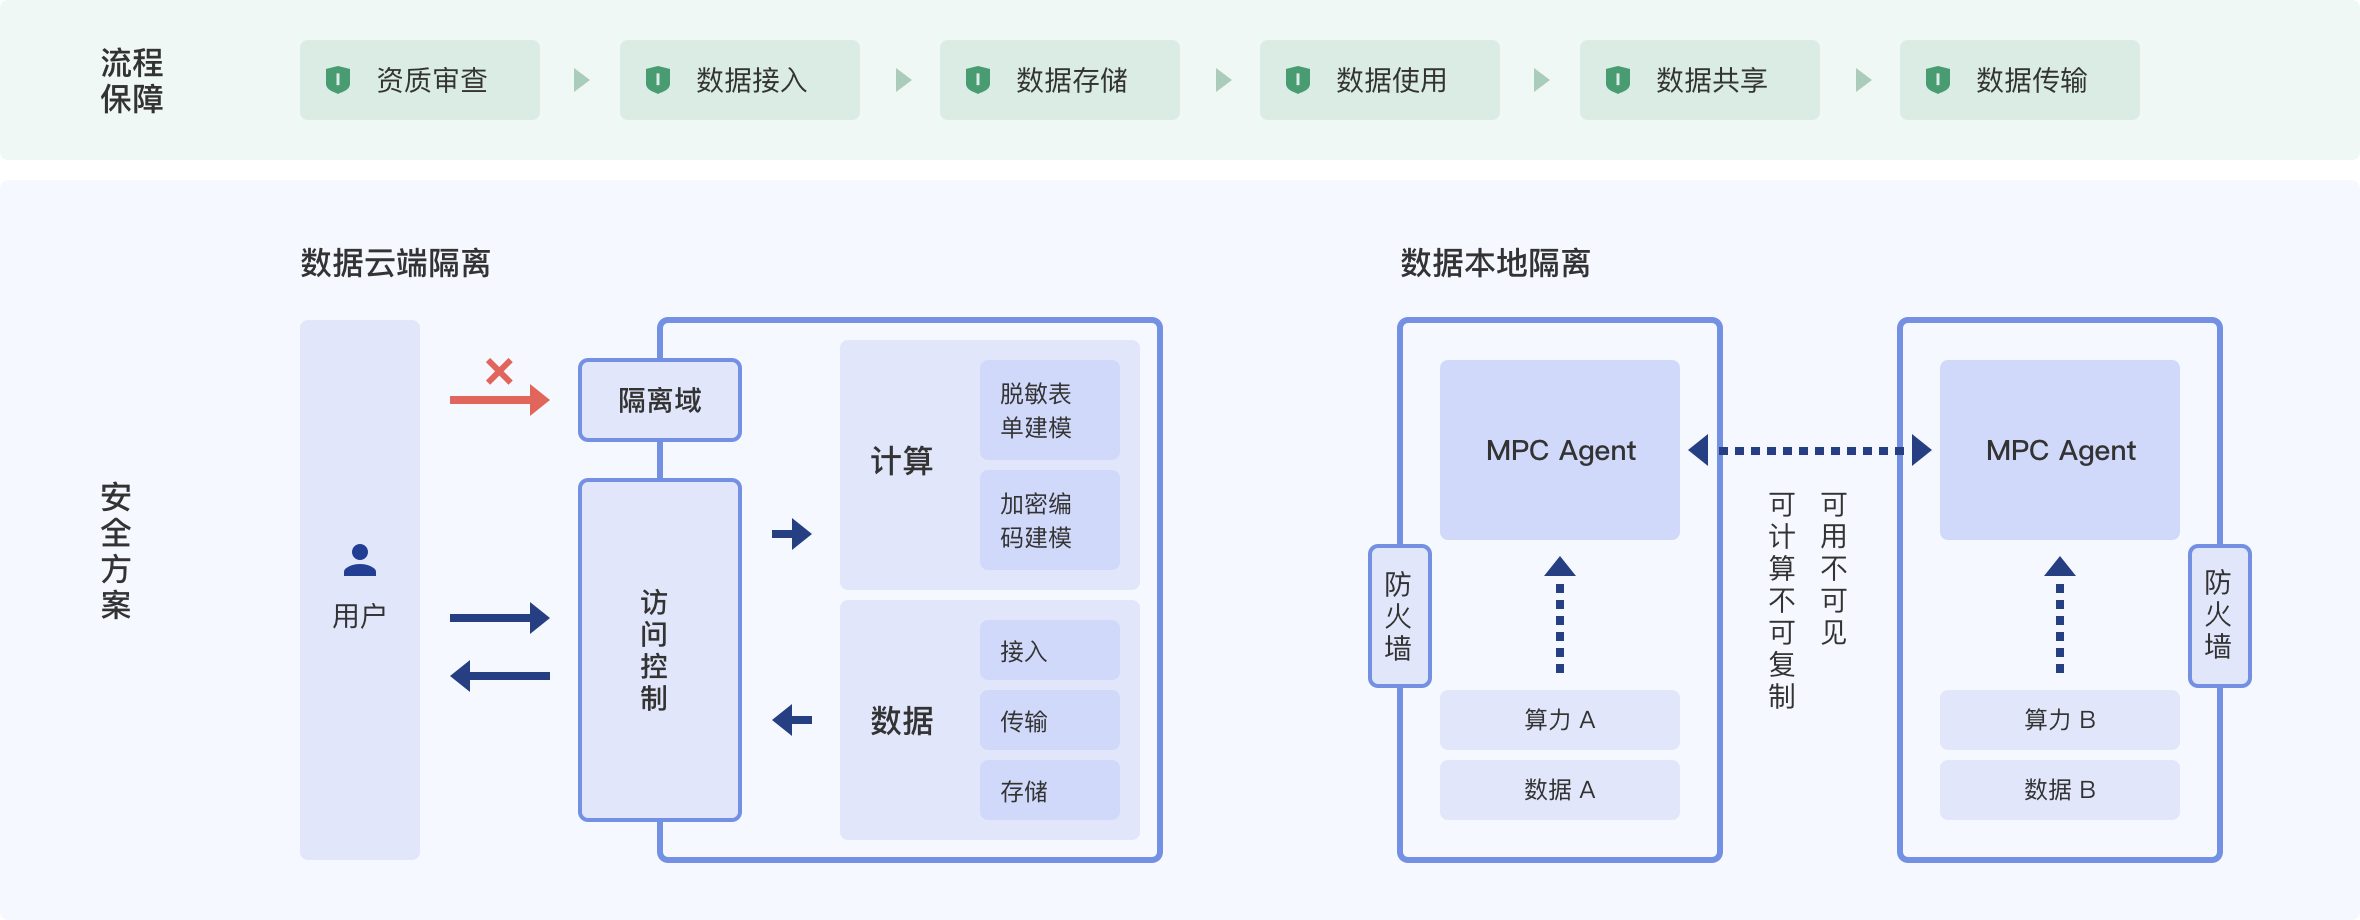 流程
保障
资质审查
数据接入
数据存储
数据使用
数据共享
数据传输
安全方案
数据云端隔离
用户
隔离域
访问控制
计算
脱敏表
单建模
加密编
码建模
数据
接入
传输
存储
数据本地隔离
MPC Agent
防火墙
算力 A
数据 A
可用不可见
可计算不可复制
MPC Agent
防火墙
算力 B
数据 B